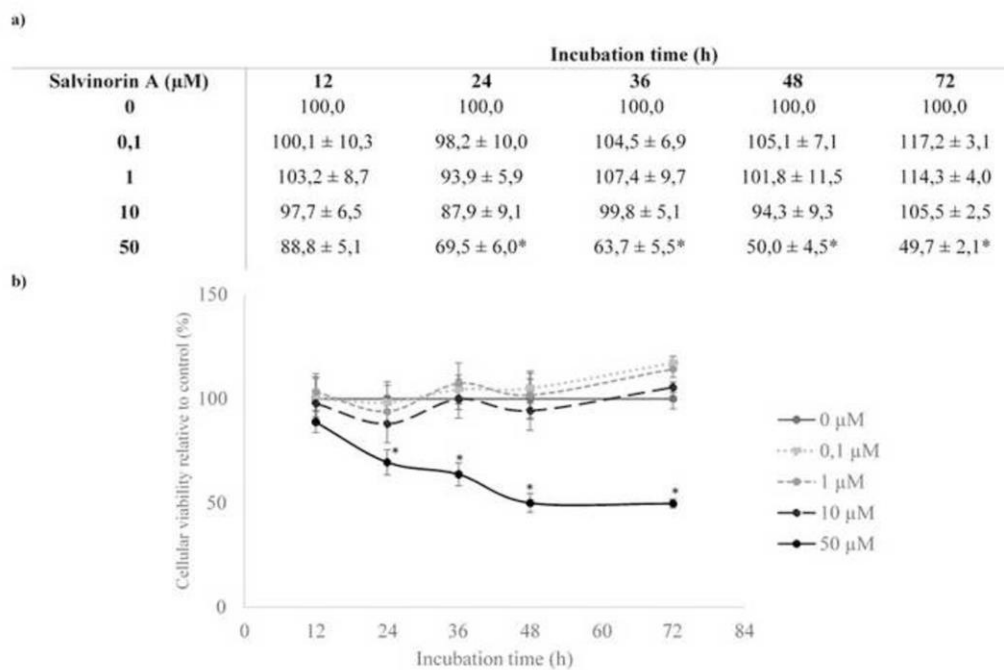 a)
Incubation time (h)
Salvinorin A (µM) 12 24 36 48 72
0 100,0 100,0 100,0 100,0 100,0
0,1 100,1 ± 10,3 98,2 ± 10,0 104,5 ± 6,9 105,1 ± 7,1 117,2 ± 3,1
1 103,2 ± 8,7 93,9 ± 5,9 107,4 ± 9,7 101,8 ± 11,5 114,3 ± 4,0
10 97,7 ± 6,5 87,9 ± 9,1 99,8 ± 5,1 94,3 ± 9,3 105,5 ± 2,5
50 88,8 ± 5,1 69,5 ± 6,0* 63,7 ± 5,5* 50,0 ± 4,5* 49,7 ± 2,1*
b)
Cellular viability relative to control (%)
150
100
50
0
* * * *
0 12 24 36 48 60 72 84
Incubation time (h)
0 µM
0,1 µM
1 µM
10 µM
50 µM